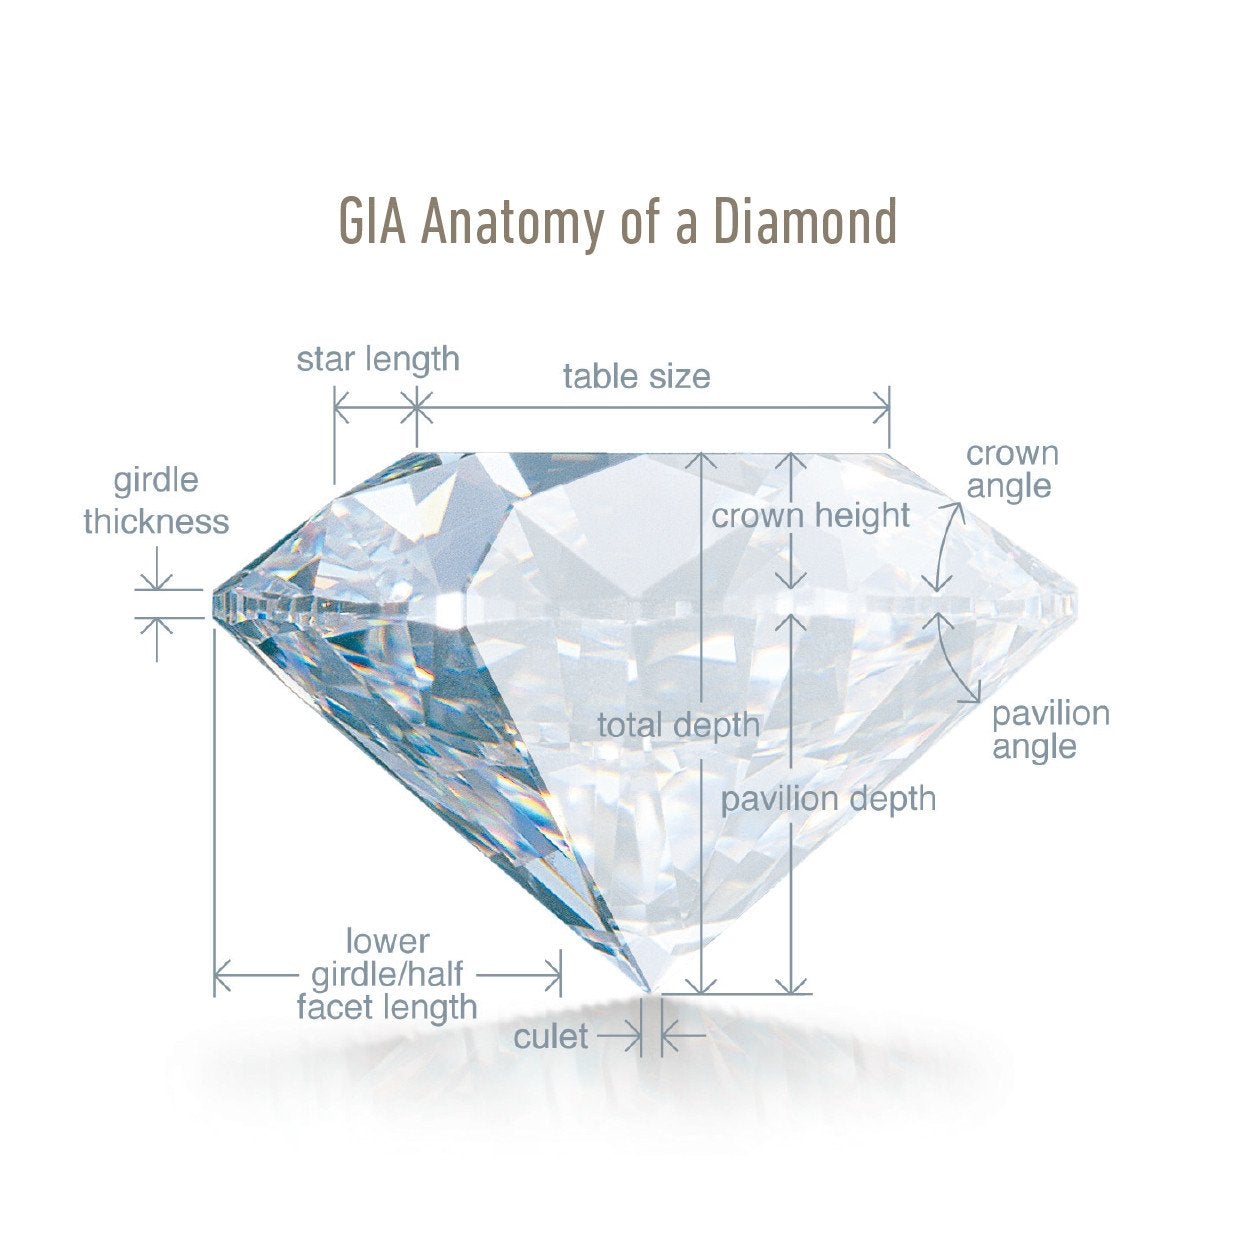 GIA Anatomy of a Diamond
star length
table size
crown
angle
girdle
thickness
crown height
total depth
pavilion
angle
pavilion depth
lower
girdle/half
facet length
culet